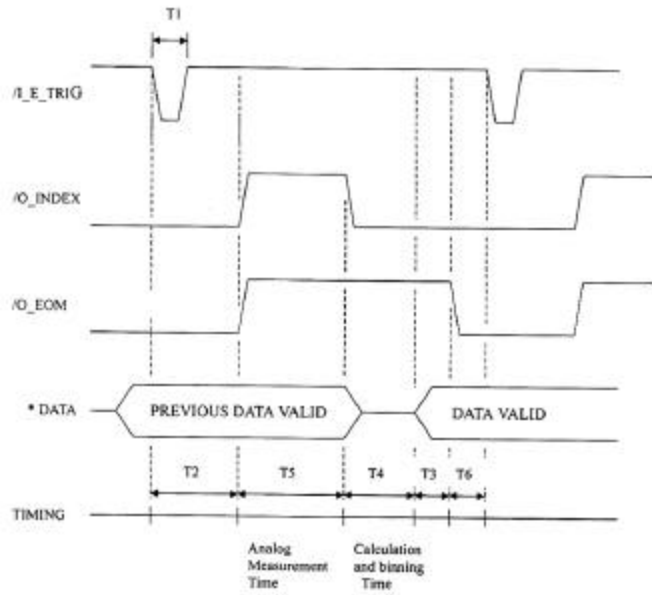 T1
/I_E_TRIG
/O_INDEX
/O_EOM
* DATA
PREVIOUS DATA VALID
DATA VALID
T2
T5
T4
T3
T6
TIMING
Analog
Measurement
Time
Calculation
and binning
Time